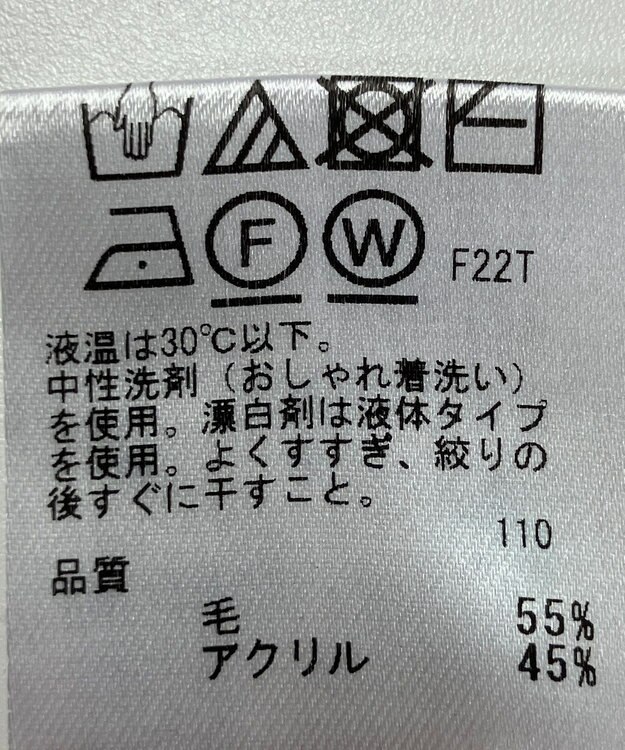 F W F22T
液温は30℃以下。
中性洗剤（おしゃれ着洗い）
を使用。漂白剤は液体タイプ
を使用。よくすすぎ、絞りの
後すぐに干すこと。
110
品質
毛 55%
アクリル 45%